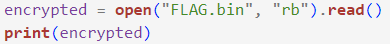 encrypted = open("FLAG.bin", "rb").read()
print(encrypted)